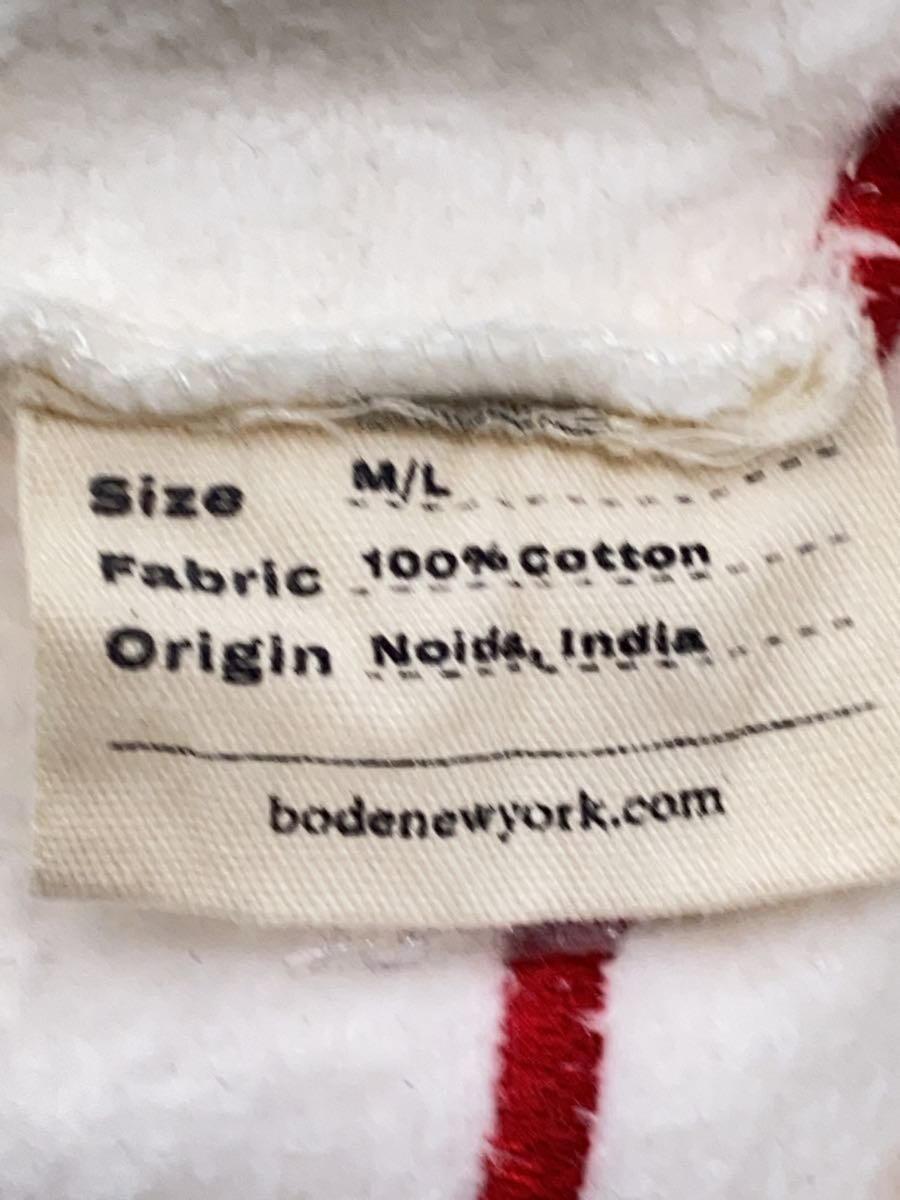 Size M/L
Fabric 100% Cotton
Origin Noida, India
bodenewyork.com